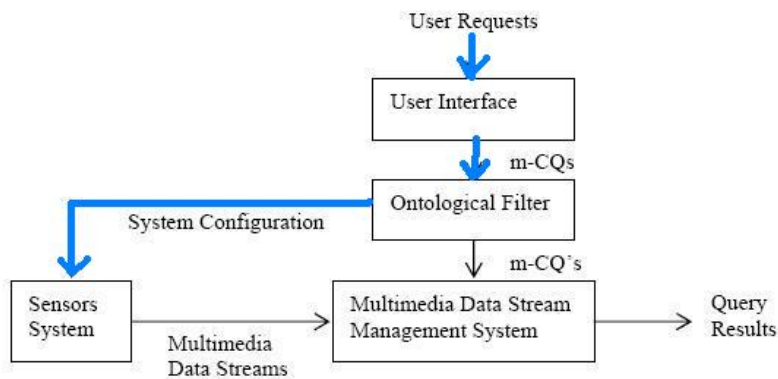 User Requests
User Interface
m-CQs
Ontological Filter
System Configuration
m-CQ`s
Sensors
System
Multimedia Data Stream
Management System
Query
Results
Multimedia
Data Streams